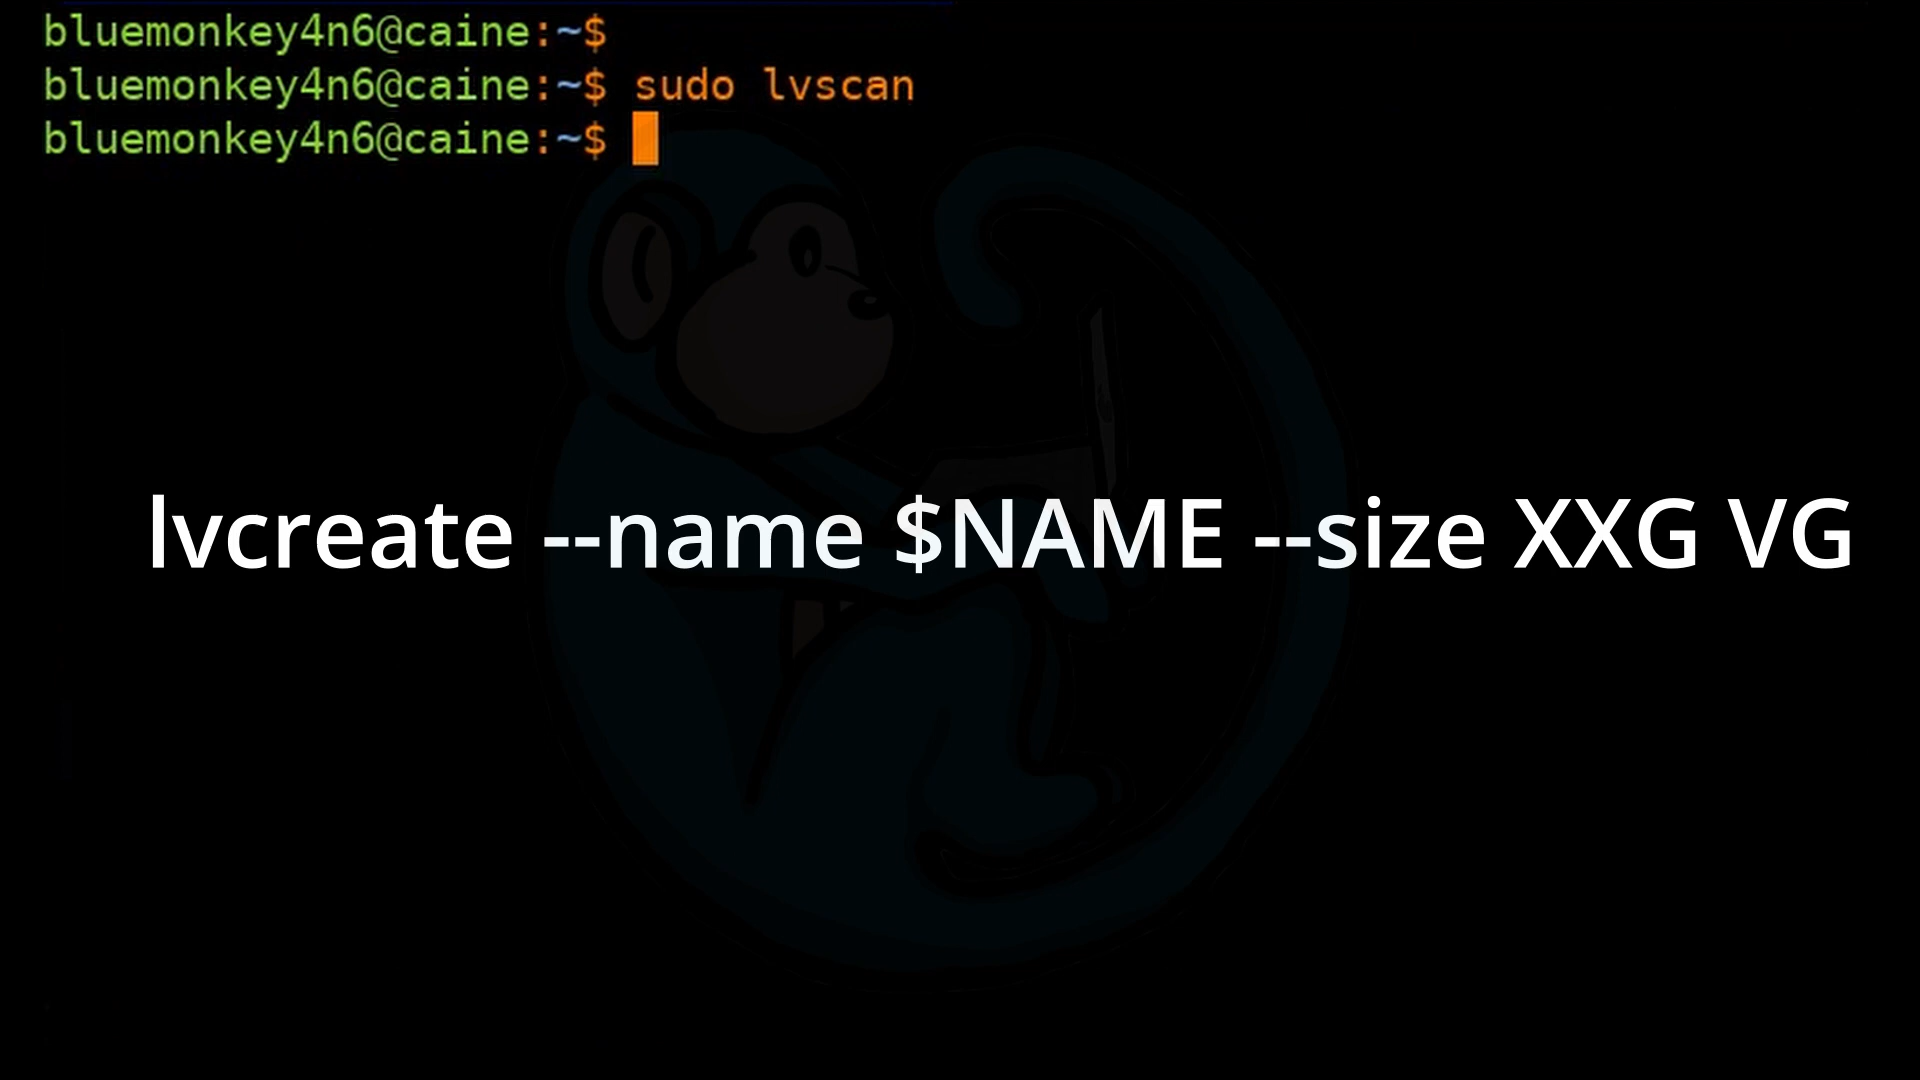 bluemonkey4n6@caine:~$
bluemonkey4n6@caine:~$ sudo lvscan
bluemonkey4n6@caine:~$
lvcreate --name $NAME --size XXG VG